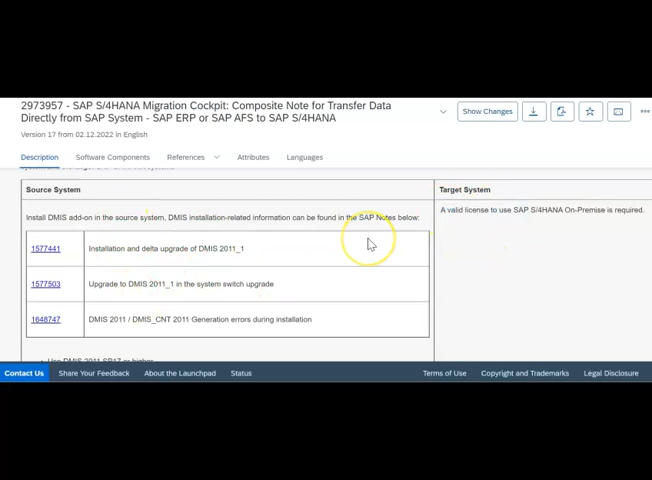 2973957 - SAP S/4HANA Migration Cockpit: Composite Note for Transfer Data
Directly from SAP System - SAP ERP or SAP AFS to SAP S/4HANA
Show Changes
Version 17 from 02.12.2022 in English
Description Software Components References Attributes Languages
Source System Target System
Install DMIS add-on in the source system, DMIS installation-related information can be found in the SAP Notes below:
A valid license to use SAP S/4HANA On-Premise is required.
1577441 Installation and delta upgrade of DMIS 2011_1
1577503 Upgrade to DMIS 2011_1 in the system switch upgrade
1648747 DMIS 2011 / DMIS_CNT 2011 Generation errors during installation
Use DMIS 2011 SP17 or higher
Contact Us Share Your Feedback About the Launchpad Status Terms of Use Copyright and Trademarks Legal Disclosure